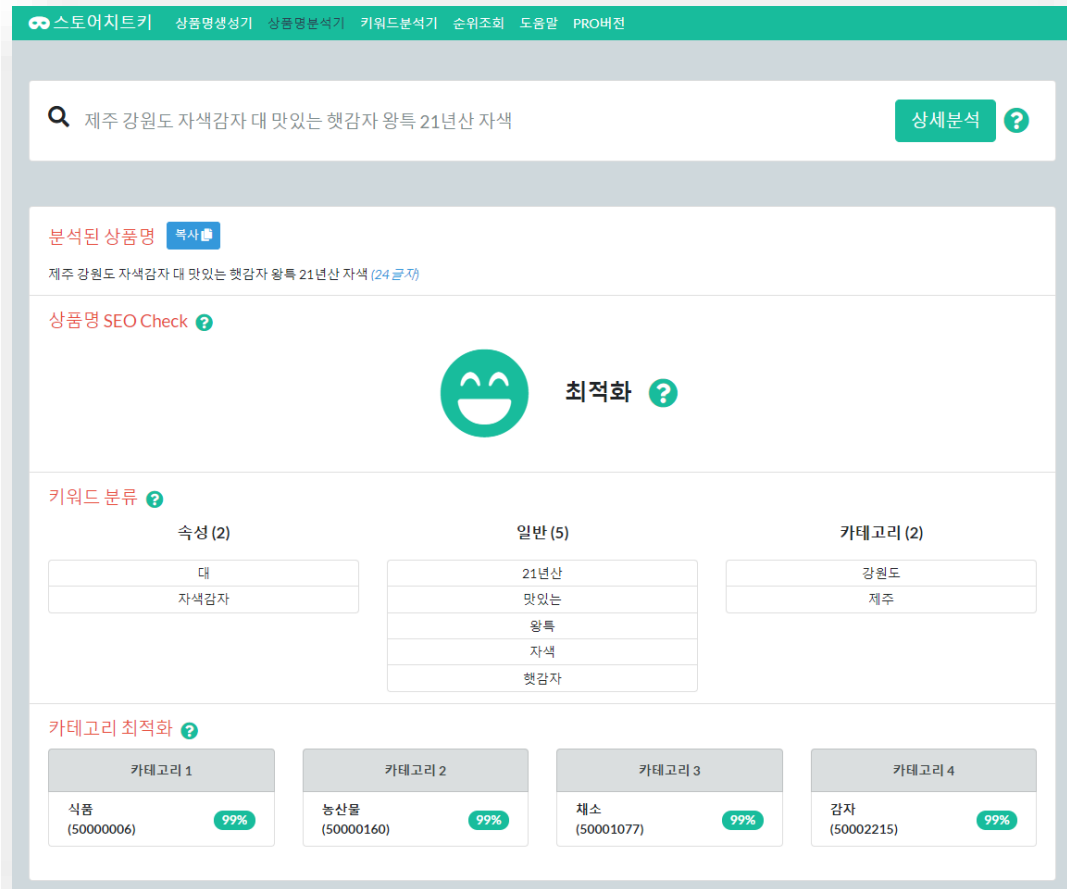 스토어치트키 상품명생성기 상품명분석기 키워드분석기 순위조회 도움말 PRO버전
제주 강원도 자색감자 대 맛있는 햇감자 왕특 21년산 자색 상세분석 ?
분석된 상품명 복사
제주 강원도 자색감자 대 맛있는 햇감자 왕특 21년산 자색 (24 글자)
상품명 SEO Check ?
최적화 ?
키워드 분류 ?
속성 (2) 일반 (5) 카테고리 (2)
대 21년산 강원도
자색감자 맛있는 제주
왕특
자색
햇감자
카테고리 최적화 ?
카테고리 1 카테고리 2 카테고리 3 카테고리 4
식품 농산물 채소 감자
(50000006) 99% (50000160) 99% (50001077) 99% (50002215) 99%